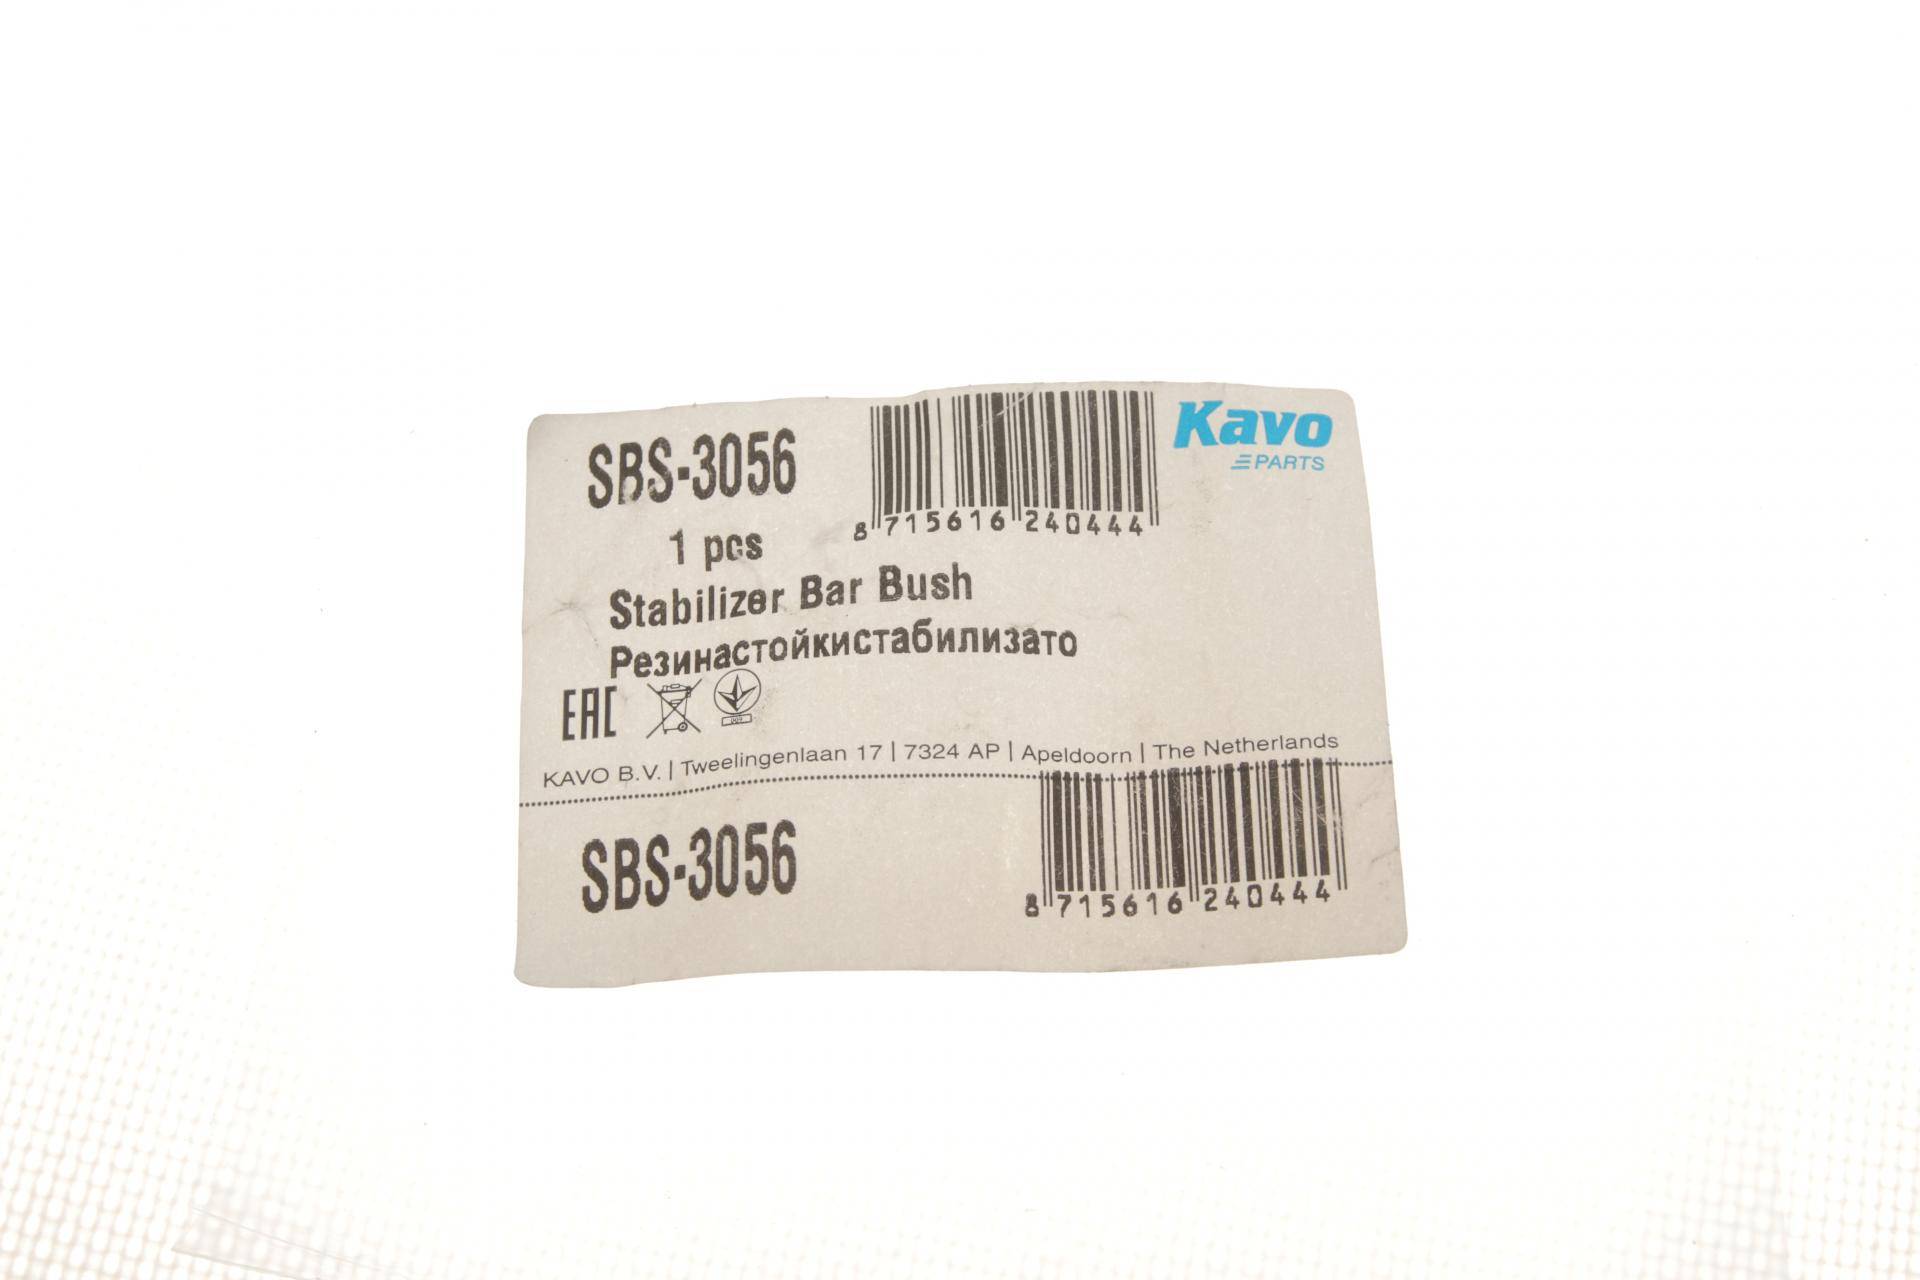 SBS-3056
8 715616 240444
Kavo
PARTS
1 pcs
Stabilizer Bar Bush
Резинастойкистабилизато
EAC
KAVO B.V. | Tweelingenlaan 17 | 7324 AP | Apeldoorn | The Netherlands
SBS-3056
8 715616 240444